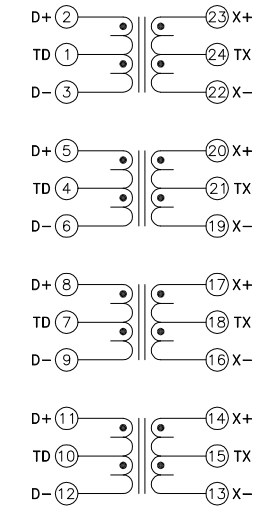 D+ 2 23 X+
TD 1 24 TX
D− 3 22 X−
D+ 5 20 X+
TD 4 21 TX
D− 6 19 X−
D+ 8 17 X+
TD 7 18 TX
D− 9 16 X−
D+ 11 14 X+
TD 10 15 TX
D− 12 13 X−